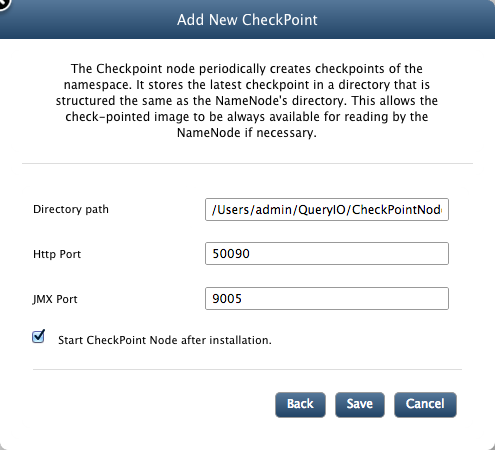 Add New CheckPoint
The Checkpoint node periodically creates checkpoints of the
namespace. It stores the latest checkpoint in a directory that is
structured the same as the NameNode's directory. This allows the
check-pointed image to be always available for reading by the
NameNode if necessary.
Directory path /Users/admin/QueryIO/CheckPointNod
Http Port 50090
JMX Port 9005
Start CheckPoint Node after installation.
Back Save Cancel